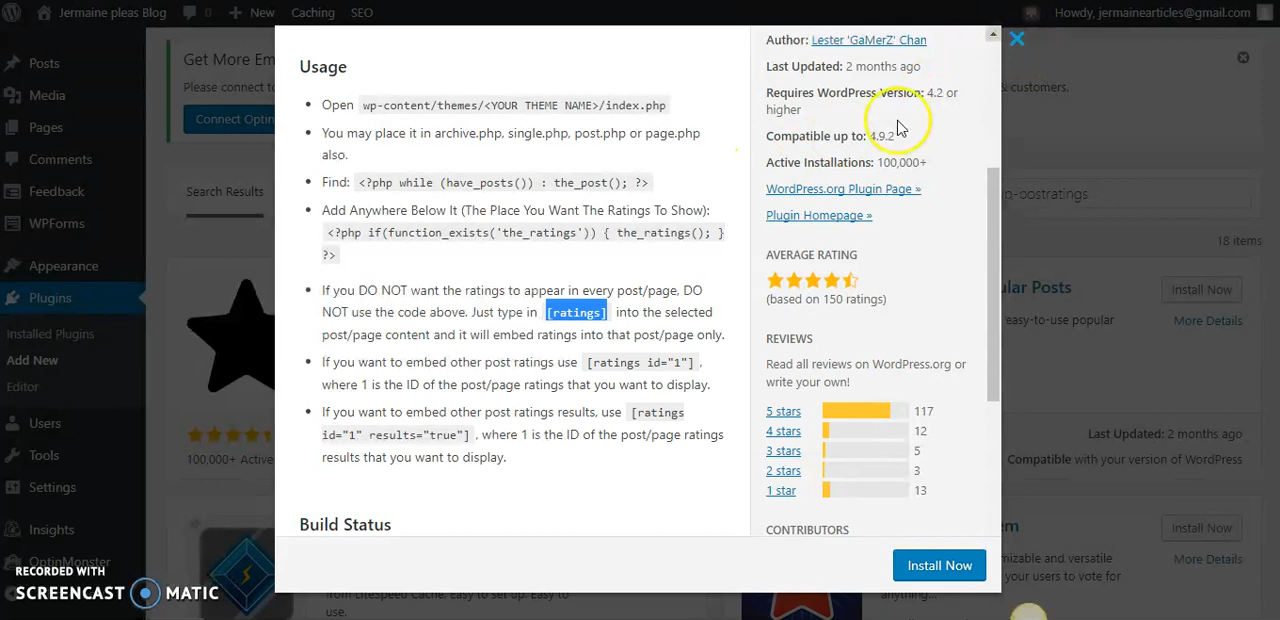 Jermaine pleas Blog
0
New
Caching
SEO
Howdy, jermainearticles@gmail.com
Posts
Media
Pages
Comments
Feedback
WPForms
Appearance
Plugins
Installed Plugins
Add New
Editor
Users
Tools
Settings
Insights
OptinMonster
Get More Em
Please connect to
Connect Optin
customers.
Search Results
p-postratings
18 items
100,000+ Active
from LiteSpeed Cache. Easy to set up. Easy to
use.
Usage
• Open wp-content/themes/<YOUR THEME NAME>/index.php
• You may place it in archive.php, single.php, post.php or page.php
also.
• Find: <?php while (have_posts()) : the_post(); ?>
• Add Anywhere Below It (The Place You Want The Ratings To Show):
<?php if(function_exists('the_ratings')) { the_ratings(); }
?>
• If you DO NOT want the ratings to appear in every post/page, DO
NOT use the code above. Just type in [ratings] into the selected
post/page content and it will embed ratings into that post/page only.
• If you want to embed other post ratings use [ratings id="1"] ,
where 1 is the ID of the post/page ratings that you want to display.
• If you want to embed other post ratings results, use [ratings
id="1" results="true"] , where 1 is the ID of the post/page ratings
results that you want to display.
Build Status
Author: Lester 'GaMerZ' Chan
Last Updated: 2 months ago
Requires WordPress Version: 4.2 or
higher
Compatible up to: 4.9.2
Active Installations: 100,000+
WordPress.org Plugin Page »
Plugin Homepage »
AVERAGE RATING
(based on 150 ratings)
REVIEWS
Read all reviews on WordPress.org or
write your own!
5 stars 117
4 stars 12
3 stars 5
2 stars 3
1 star 13
CONTRIBUTORS
Install Now
ular Posts
Install Now
easy-to-use popular
More Details
Last Updated: 2 months ago
Compatible with your version of WordPress
em
Install Now
mizable and versatile
More Details
your users to vote for
anything...
RECORDED WITH
SCREENCAST MATIC